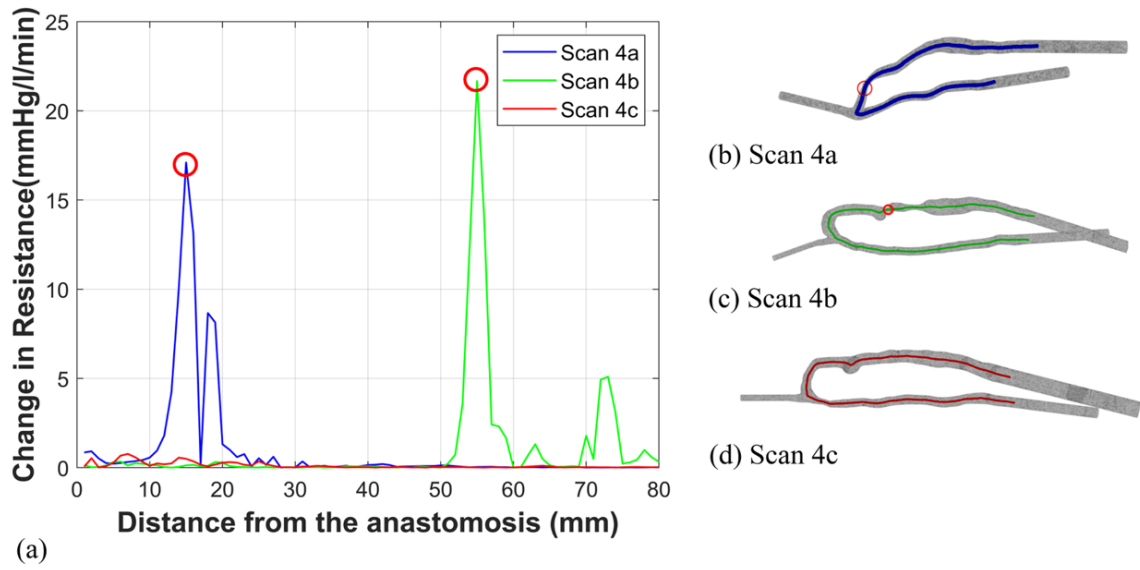 Change in Resistance(mmHg/l/min)
25
20
15
10
5
0
0 10 20 30 40 50 60 70 80
Distance from the anastomosis (mm)
Scan 4a
Scan 4b
Scan 4c
(a)
(b) Scan 4a
(c) Scan 4b
(d) Scan 4c